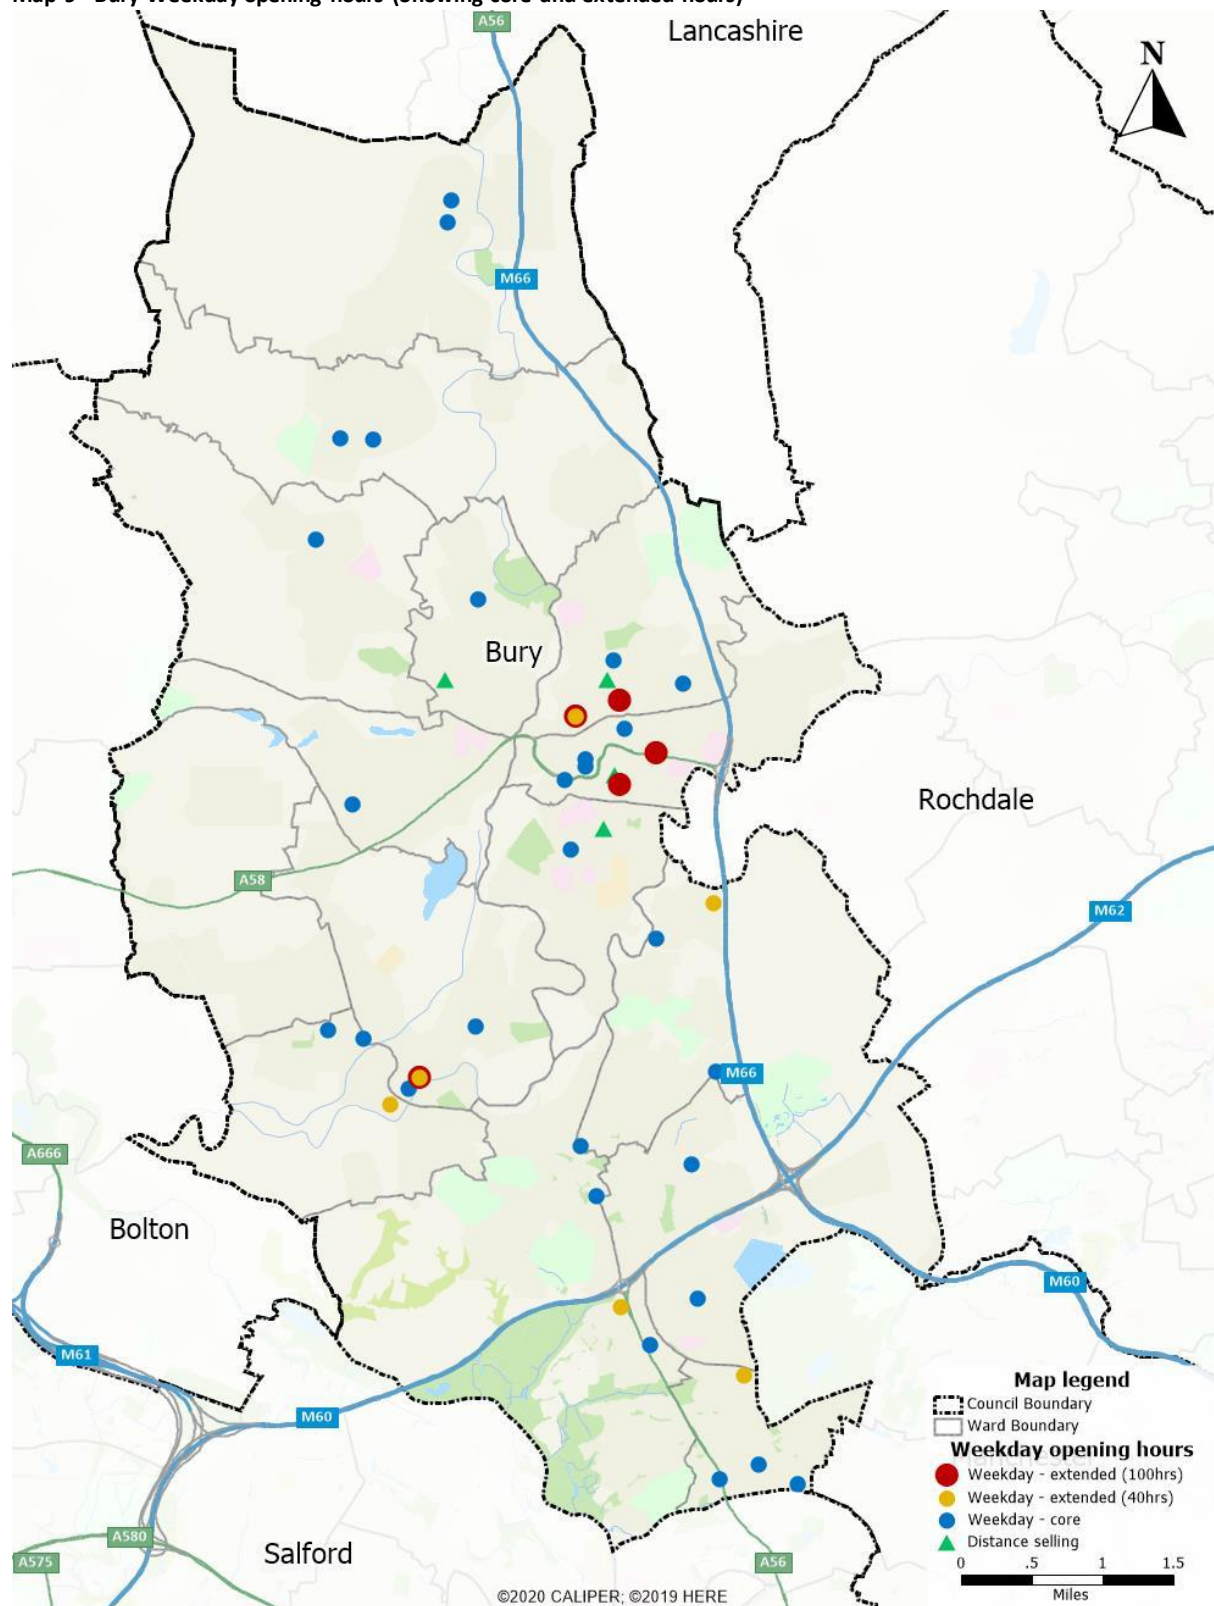 Map 9 - Bury Weekday opening hours (showing core and extended hours)
A56
Lancashire
N
M66
Bury
Rochdale
A58
M62
M66
A666
Bolton
M60
M61
M60
Map legend
Council Boundary
Ward Boundary
Weekday opening hours
Weekday - extended (100hrs)
Weekday - extended (40hrs)
Weekday - core
Distance selling
A580
Salford
A575
A56
0 .5 1 1.5
Miles
©2020 CALIPER; ©2019 HERE